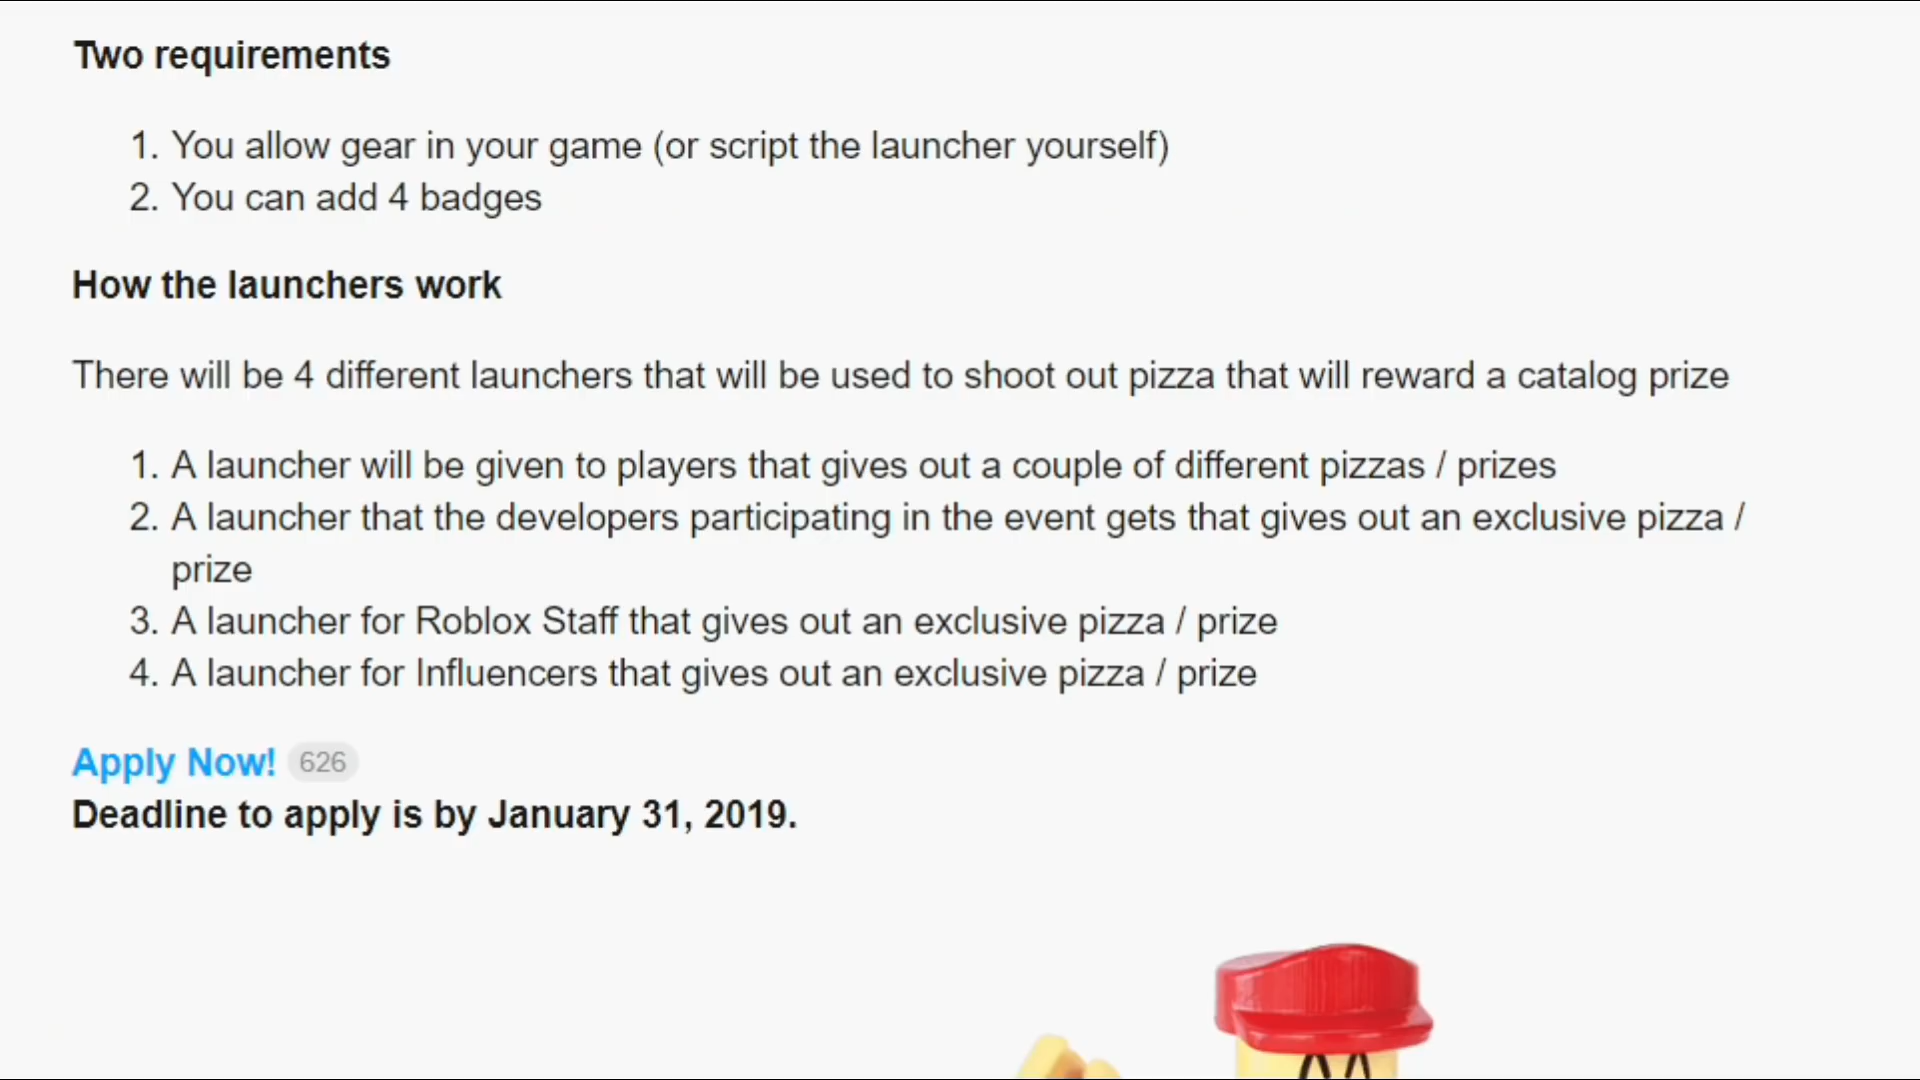 Two requirements
1. You allow gear in your game (or script the launcher yourself)
2. You can add 4 badges
How the launchers work
There will be 4 different launchers that will be used to shoot out pizza that will reward a catalog prize
1. A launcher will be given to players that gives out a couple of different pizzas / prizes
2. A launcher that the developers participating in the event gets that gives out an exclusive pizza /
prize
3. A launcher for Roblox Staff that gives out an exclusive pizza / prize
4. A launcher for Influencers that gives out an exclusive pizza / prize
Apply Now! 626
Deadline to apply is by January 31, 2019.